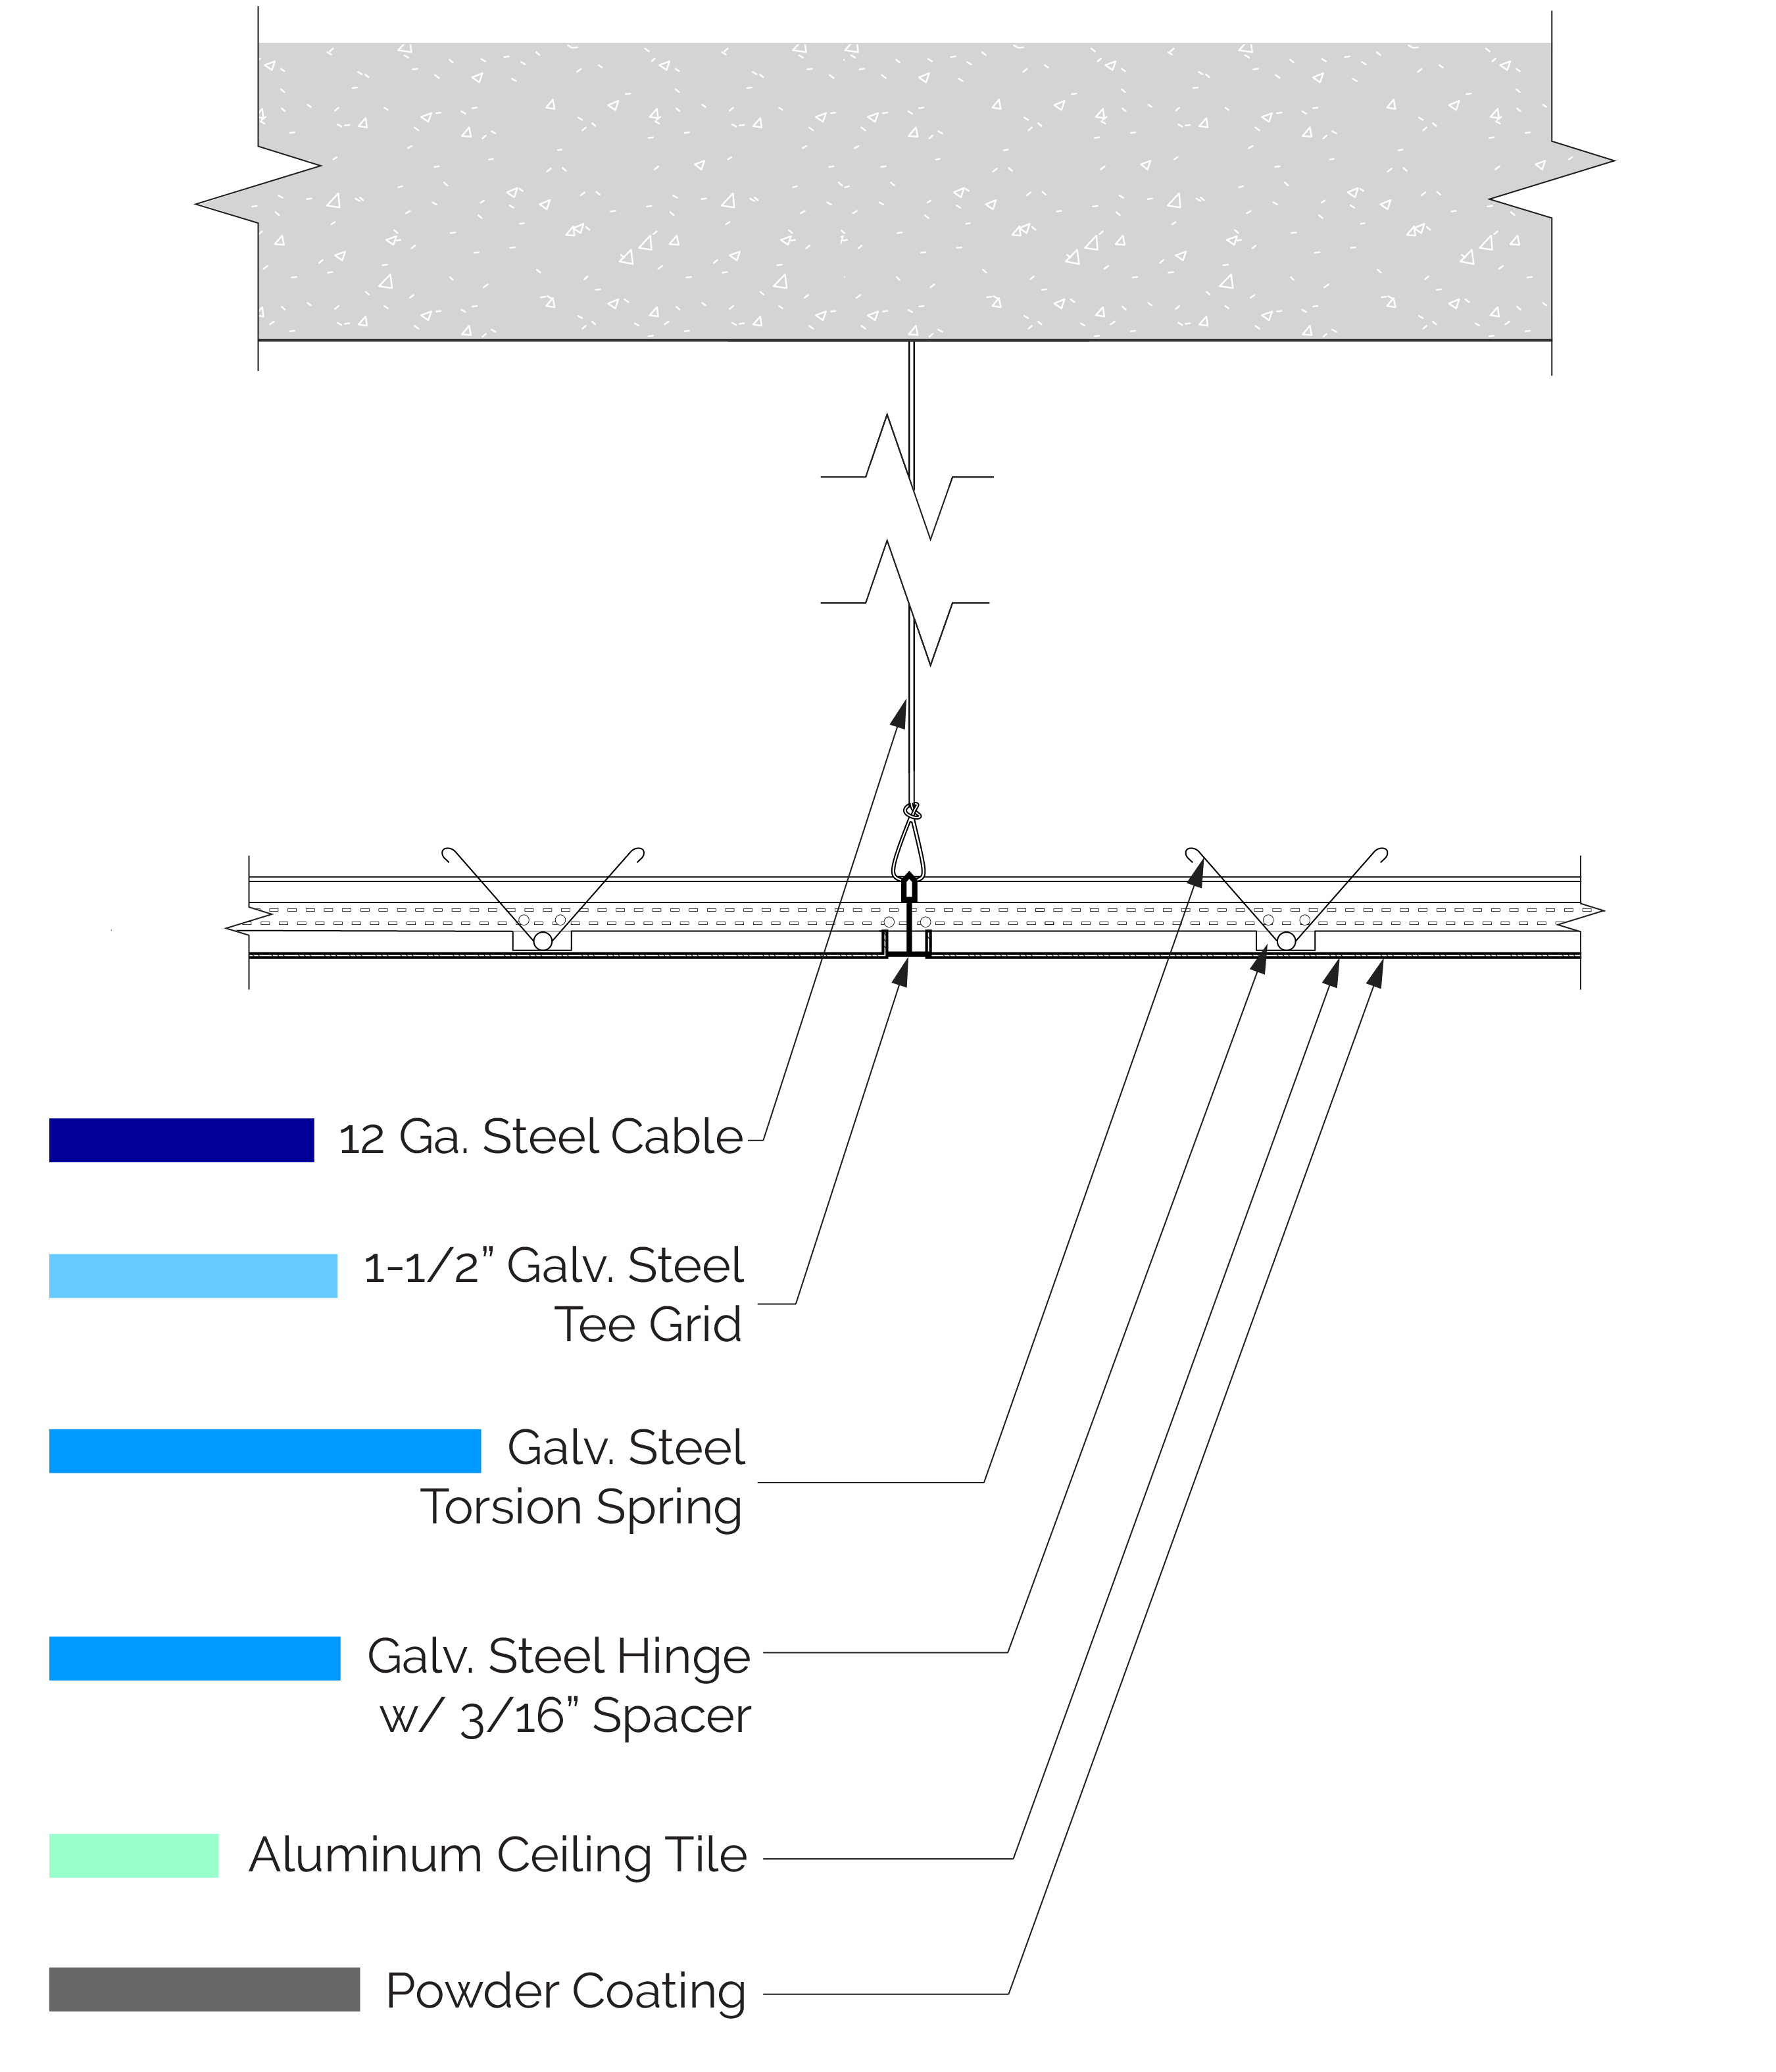 12 Ga. Steel Cable
1-1/2” Galv. Steel
Tee Grid
Galv. Steel
Torsion Spring
Galv. Steel Hinge
w/ 3/16” Spacer
Aluminum Ceiling Tile
Powder Coating